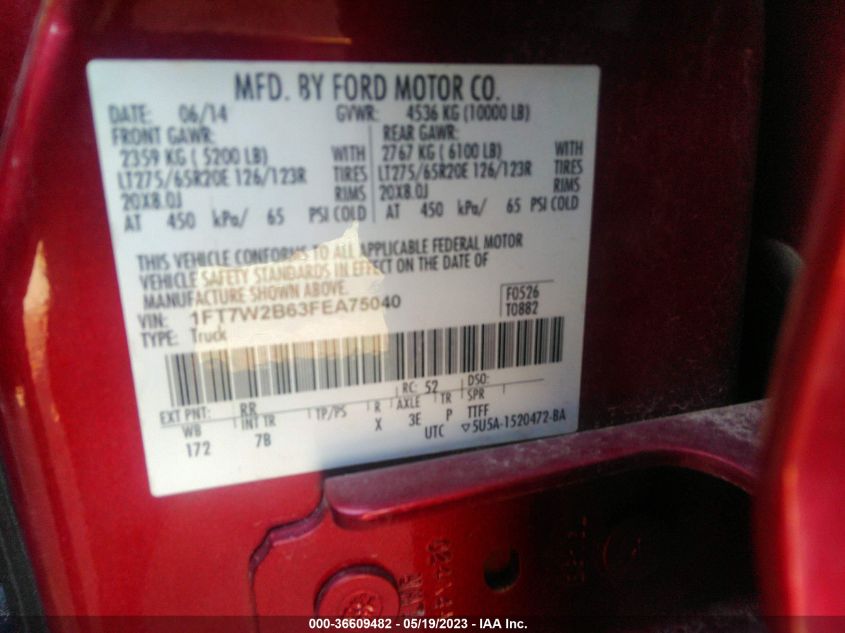 MFD. BY FORD MOTOR CO.
DATE: 06/14 GVWR: 4536 KG (10000 LB)
FRONT GAWR: REAR GAWR:
2359 KG ( 5200 LB) WITH 2767 KG ( 6100 LB) WITH
LT275/65R20E 126/123R TIRES LT275/65R20E 126/123R TIRES
20X8.0J RIMS 20X8.0J RIMS
AT 450 kPa/ 65 PSI COLD AT 450 kPa/ 65 PSI COLD
THIS VEHICLE CONFORMS TO ALL APPLICABLE FEDERAL MOTOR
VEHICLE SAFETY STANDARDS IN EFFECT ON THE DATE OF
MANUFACTURE SHOWN ABOVE.
VIN: 1FT7W2B63FEA75040 F0526
TYPE: Truck T0882
EXT PNT: RR RC: 52 DSO:
WB INT TR TP/PS R AXLE TR SPR
172 7B X 3E P TTFF
UTC ▽5U5A-1520472-BA
000-36609482 - 05/19/2023 - IAA Inc.